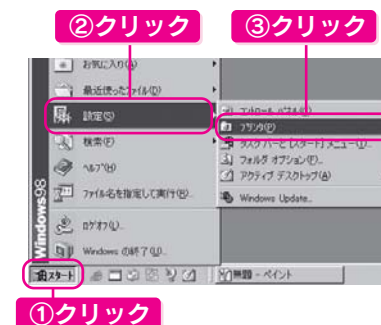 ②クリック
③クリック
お気に入り(A)
最近使ったファイル(D)
設定(S)
検索(F)
ヘルプ(H)
ファイル名を指定して実行(R)...
ログオフ(L)...
Windows の終了(U)...
Windows98
コントロール パネル(C)
プリンタ(P)
タスク バーと [スタート] メニュー(T)...
フォルダ オプション(F)...
アクティブ デスクトップ(A)
Windows Update...
スタート
無題 - ペイント
①クリック